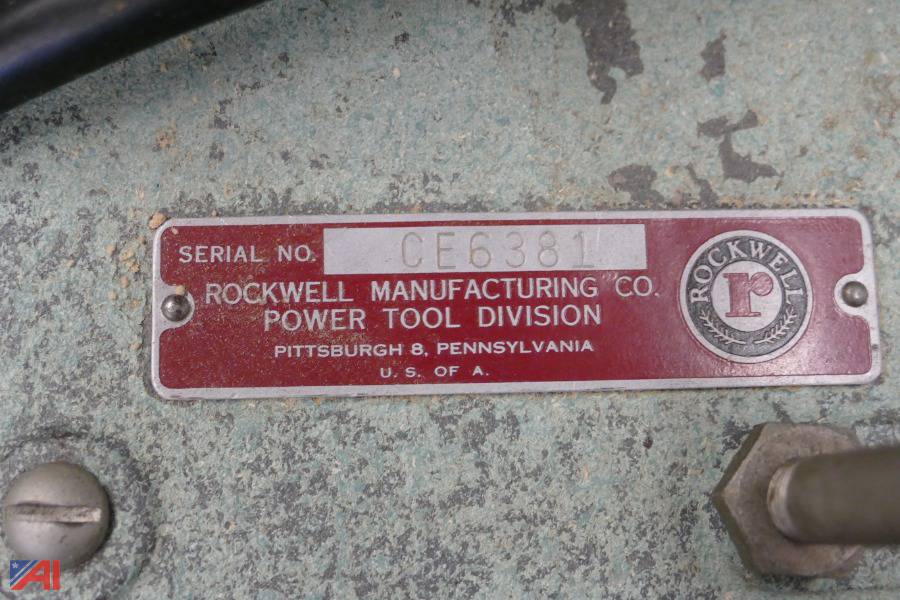 SERIAL NO. CE6381
ROCKWELL MANUFACTURING CO.
POWER TOOL DIVISION
PITTSBURGH 8, PENNSYLVANIA
U. S. OF A.
ROCKWELL
r
AI